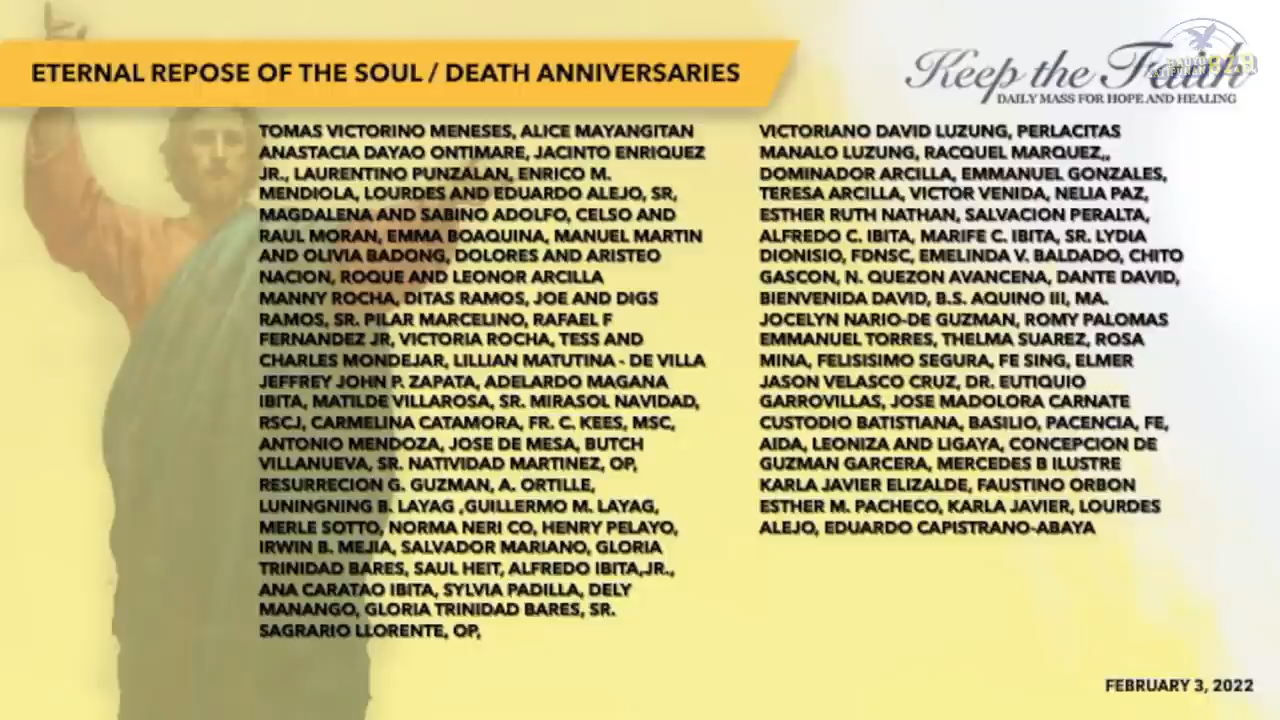 ETERNAL REPOSE OF THE SOUL / DEATH ANNIVERSARIES
Keep the Faith
DAILY MASS FOR HOPE AND HEALING
TOMAS VICTORINO MENESES, ALICE MAYANGITAN
ANASTACIA DAYAO ONTIMARE, JACINTO ENRIQUEZ
JR., LAURENTINO PUNZALAN, ENRICO M.
MENDIOLA, LOURDES AND EDUARDO ALEJO, SR,
MAGDALENA AND SABINO ADOLFO, CELSO AND
RAUL MORAN, EMMA BOAQUINA, MANUEL MARTIN
AND OLIVIA BADONG, DOLORES AND ARISTEO
NACION, ROQUE AND LEONOR ARCILLA
MANNY ROCHA, DITAS RAMOS, JOE AND DIGS
RAMOS, SR. PILAR MARCELINO, RAFAEL F
FERNANDEZ JR, VICTORIA ROCHA, TESS AND
CHARLES MONDEJAR, LILLIAN MATUTINA - DE VILLA
JEFFREY JOHN P. ZAPATA, ADELARDO MAGANA
IBITA, MATILDE VILLAROSA, SR. MIRASOL NAVIDAD,
RSCJ, CARMELINA CATAMORA, FR. C. KEES, MSC,
ANTONIO MENDOZA, JOSE DE MESA, BUTCH
VILLANUEVA, SR. NATIVIDAD MARTINEZ, OP,
RESURRECION G. GUZMAN, A. ORTILLE,
LUNINGNING B. LAYAG ,GUILLERMO M. LAYAG,
MERLE SOTTO, NORMA NERI CO, HENRY PELAYO,
IRWIN B. MEJIA, SALVADOR MARIANO, GLORIA
TRINIDAD BARES, SAUL HEIT, ALFREDO IBITA,JR.,
ANA CARATAO IBITA, SYLVIA PADILLA, DELY
MANANGO, GLORIA TRINIDAD BARES, SR.
SAGRARIO LLORENTE, OP,
VICTORIANO DAVID LUZUNG, PERLACITAS
MANALO LUZUNG, RACQUEL MARQUEZ,,
DOMINADOR ARCILLA, EMMANUEL GONZALES,
TERESA ARCILLA, VICTOR VENIDA, NELIA PAZ,
ESTHER RUTH NATHAN, SALVACION PERALTA,
ALFREDO C. IBITA, MARIFE C. IBITA, SR. LYDIA
DIONISIO, FDNSC, EMELINDA V. BALDADO, CHITO
GASCON, N. QUEZON AVANCENA, DANTE DAVID,
BIENVENIDA DAVID, B.S. AQUINO III, MA.
JOCELYN NARIO-DE GUZMAN, ROMY PALOMAS
EMMANUEL TORRES, THELMA SUAREZ, ROSA
MINA, FELISISIMO SEGURA, FE SING, ELMER
JASON VELASCO CRUZ, DR. EUTIQUIO
GARROVILLAS, JOSE MADOLORA CARNATE
CUSTODIO BATISTIANA, BASILIO, PACENCIA, FE,
AIDA, LEONIZA AND LIGAYA, CONCEPCION DE
GUZMAN GARCERA, MERCEDES B ILUSTRE
KARLA JAVIER ELIZALDE, FAUSTINO ORBON
ESTHER M. PACHECO, KARLA JAVIER, LOURDES
ALEJO, EDUARDO CAPISTRANO-ABAYA
FEBRUARY 3, 2022